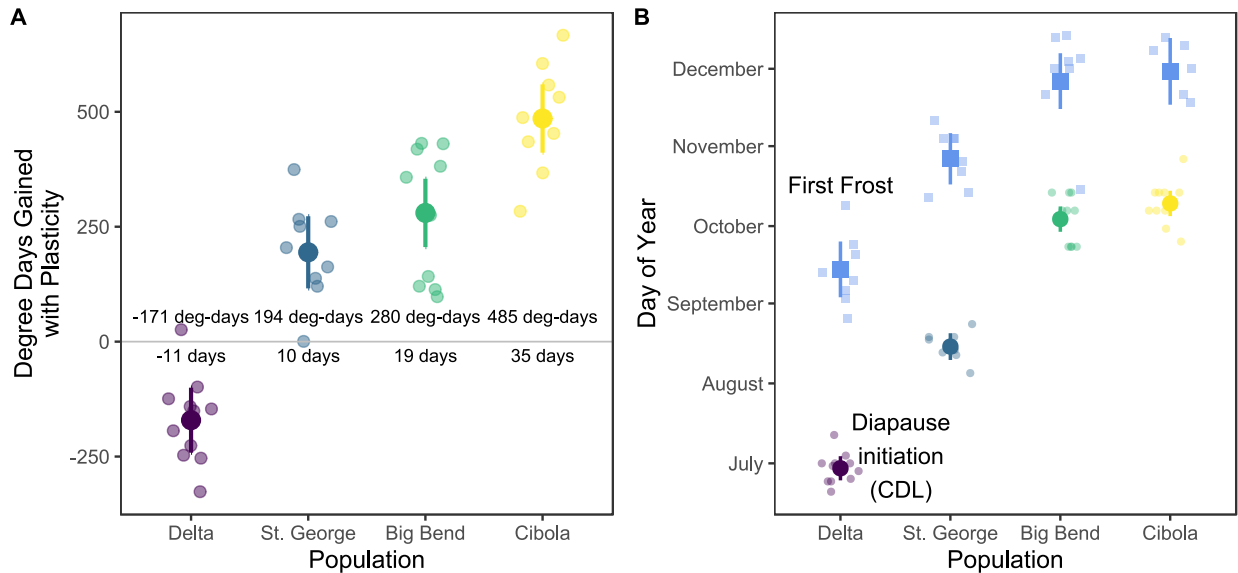 A
Degree Days Gained
with Plasticity
500
250
0
-250
-171 deg-days 194 deg-days 280 deg-days 485 deg-days
-11 days 10 days 19 days 35 days
Delta St. George Big Bend Cibola
Population
B
Day of Year
December
November
October
September
August
July
First Frost
Diapause
initiation
(CDL)
Delta St. George Big Bend Cibola
Population